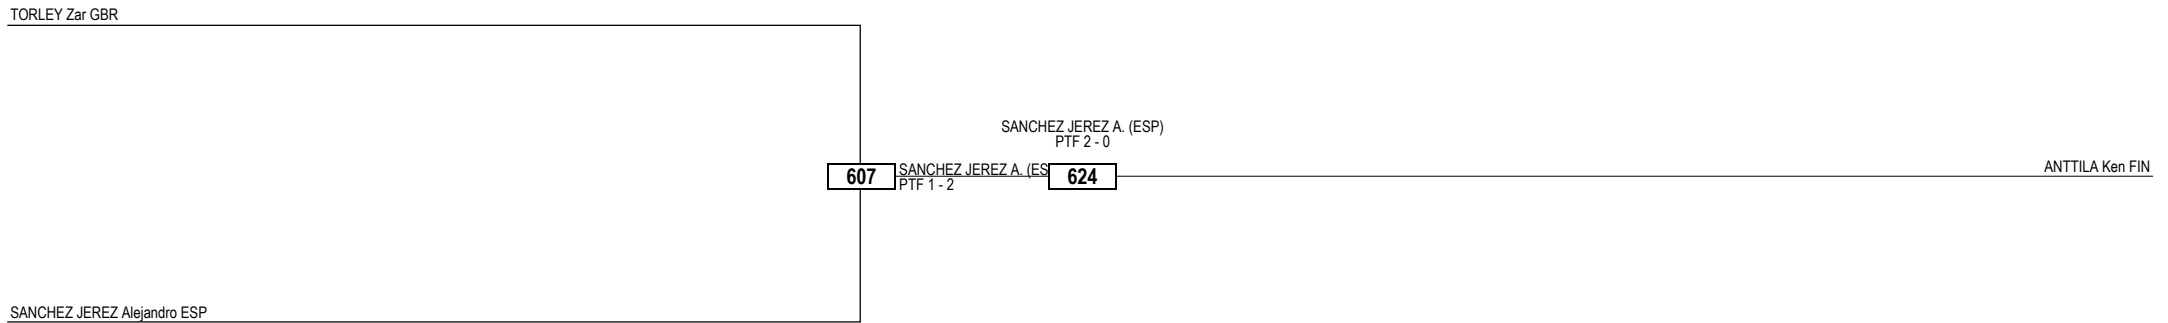 TORLEY Zar GBR
SANCHEZ JEREZ A. (ESP)
PTF 2 - 0
607
SANCHEZ JEREZ A. (ES
PTF 1 - 2
624
ANTTILA Ken FIN
SANCHEZ JEREZ Alejandro ESP